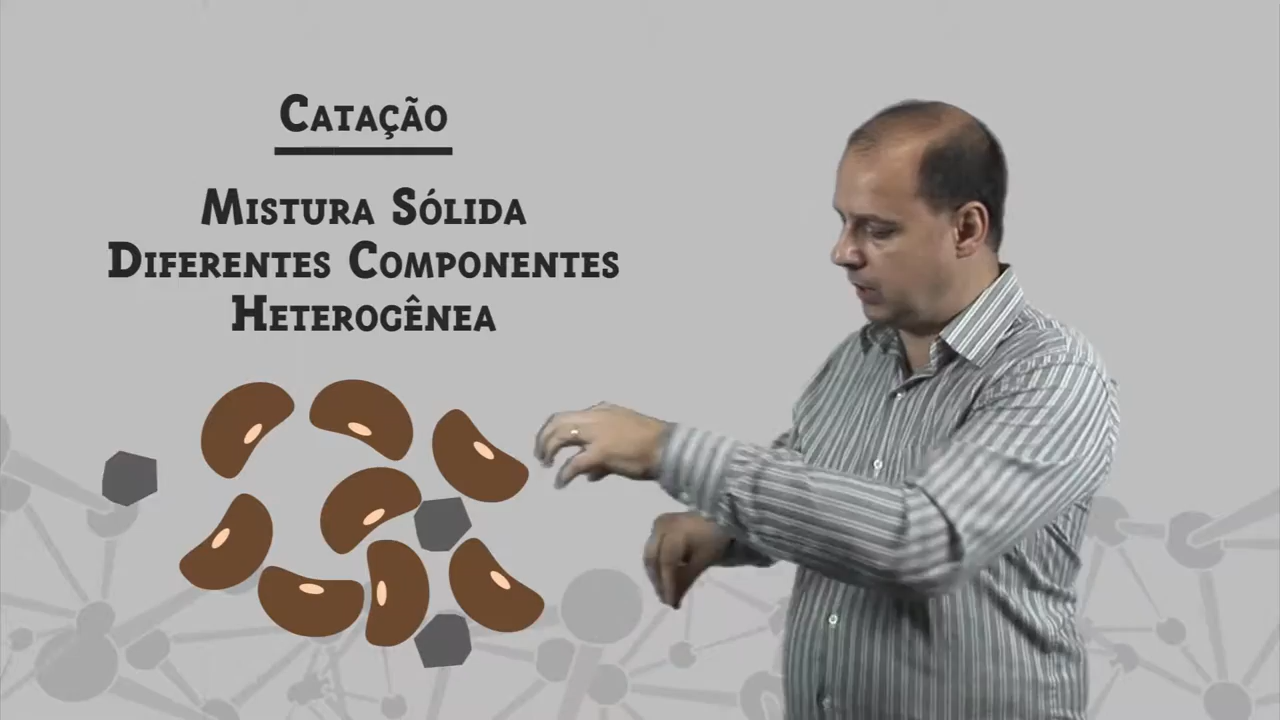 Catação
Mistura Sólida
Diferentes Componentes
Heterogênea